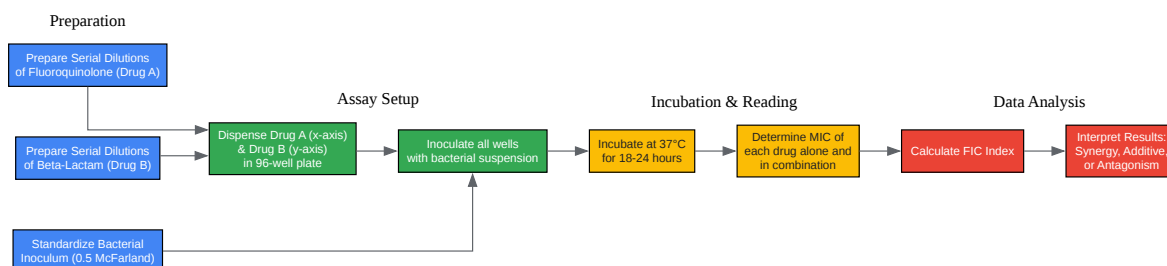 Preparation
Prepare Serial Dilutions
of Fluoroquinolone (Drug A)
Prepare Serial Dilutions
of Beta-Lactam (Drug B)
Standardize Bacterial
Inoculum (0.5 McFarland)
Assay Setup
Dispense Drug A (x-axis)
& Drug B (y-axis)
in 96-well plate
Inoculate all wells
with bacterial suspension
Incubation & Reading
Incubate at 37°C
for 18-24 hours
Determine MIC of
each drug alone and
in combination
Data Analysis
Calculate FIC Index
Interpret Results:
Synergy, Additive,
or Antagonism